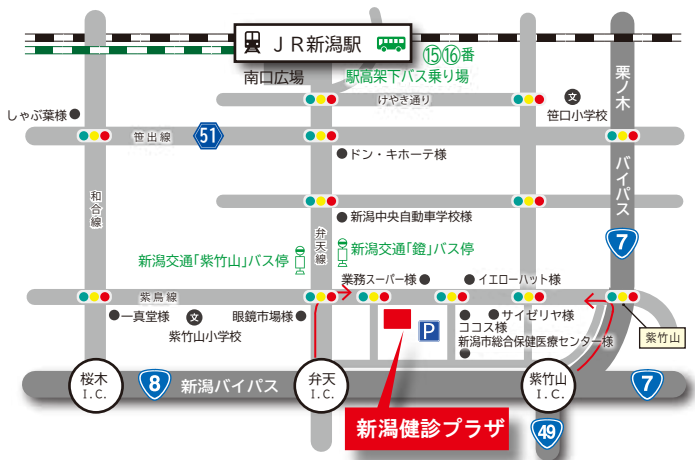 JR新潟駅
⑮⑯番
駅高架下バス乗り場
南口広場
けやき通り
文
笹口小学校
栗ノ木バイパス
しゃぶ葉様
笹出線
51
ドン・キホーテ様
和合線
新潟中央自動車学校様
弁天線
7
新潟交通「紫竹山」バス停
新潟交通「鐙」バス停
業務スーパー様
イエローハット様
紫鳥線
一真堂様
文
紫竹山小学校
眼鏡市場様
P
ココス様
サイゼリヤ様
新潟市総合保健医療センター様
紫竹山
桜木
I.C.
8
新潟バイパス
弁天
I.C.
紫竹山
I.C.
7
新潟健診プラザ
49